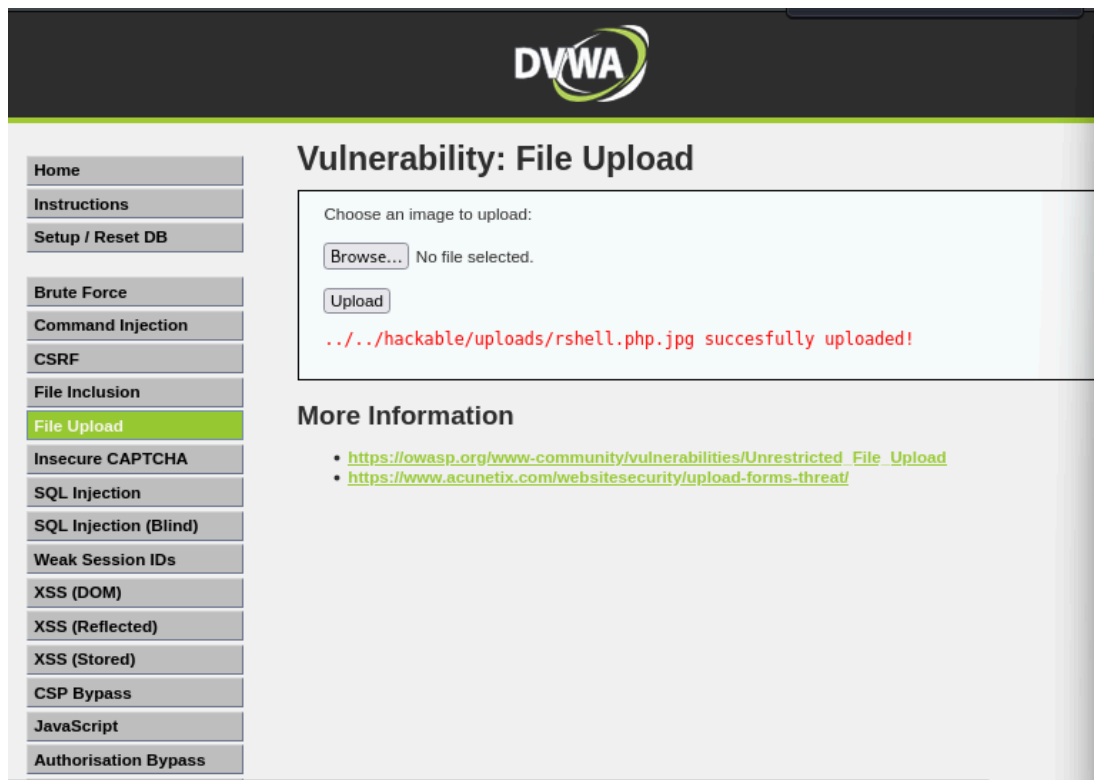 DVWA
Home
Instructions
Setup / Reset DB
Brute Force
Command Injection
CSRF
File Inclusion
File Upload
Insecure CAPTCHA
SQL Injection
SQL Injection (Blind)
Weak Session IDs
XSS (DOM)
XSS (Reflected)
XSS (Stored)
CSP Bypass
JavaScript
Authorisation Bypass
Vulnerability: File Upload
Choose an image to upload:
Browse... No file selected.
Upload
../../hackable/uploads/rshell.php.jpg succesfully uploaded!
More Information
https://owasp.org/www-community/vulnerabilities/Unrestricted_File_Upload
https://www.acunetix.com/websitesecurity/upload-forms-threat/